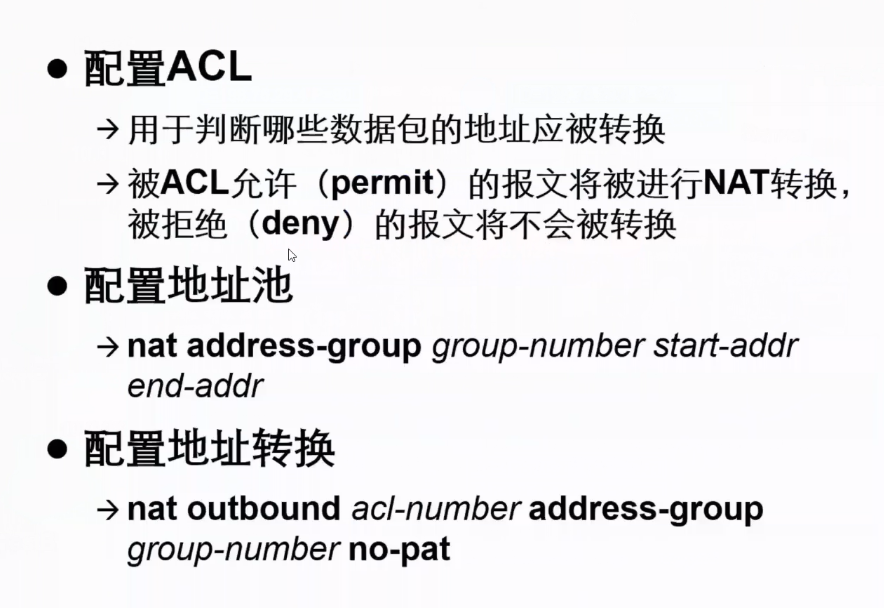 ● 配置ACL
→ 用于判断哪些数据包的地址应被转换
→ 被ACL允许（permit）的报文将被进行NAT转换，
被拒绝（deny）的报文将不会被转换
● 配置地址池
→ nat address-group group-number start-addr
end-addr
● 配置地址转换
→ nat outbound acl-number address-group
group-number no-pat